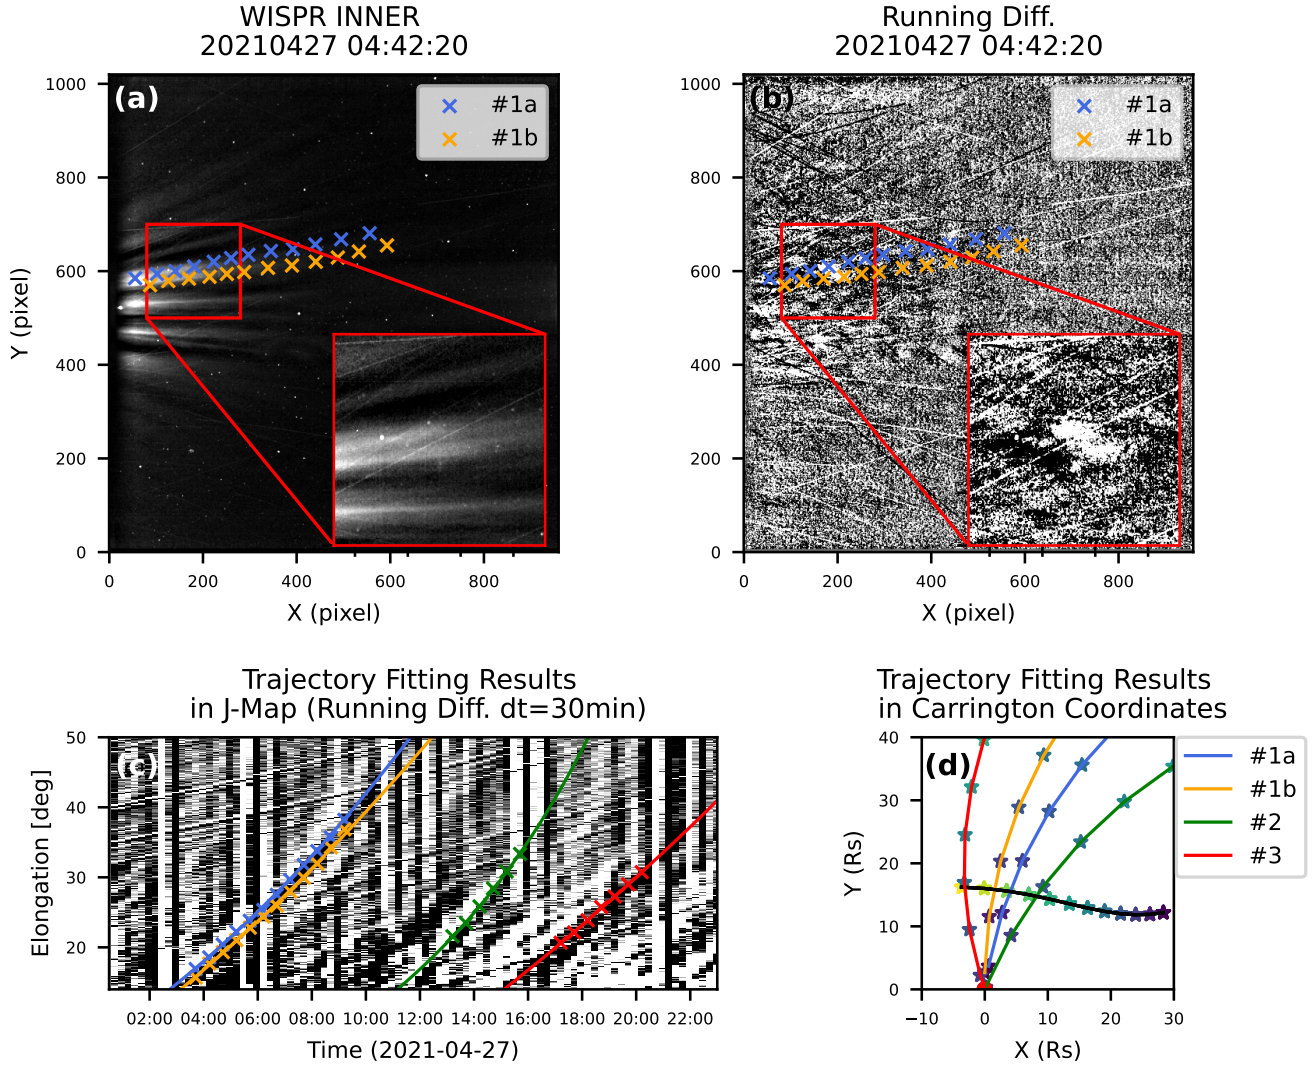 WISPR INNER
20210427 04:42:20
(a)
#1a
#1b
1000
800
600
400
200
0
Y (pixel)
0 200 400 600 800
X (pixel)
Running Diff.
20210427 04:42:20
(b)
#1a
#1b
1000
800
600
400
200
0
0 200 400 600 800
X (pixel)
Trajectory Fitting Results
in J-Map (Running Diff. dt=30min)
(c)
50
40
30
20
Elongation [deg]
02:00 04:00 06:00 08:00 10:00 12:00 14:00 16:00 18:00 20:00 22:00
Time (2021-04-27)
Trajectory Fitting Results
in Carrington Coordinates
(d)
#1a
#1b
#2
#3
40
30
20
10
0
Y (Rs)
−10 0 10 20 30
X (Rs)